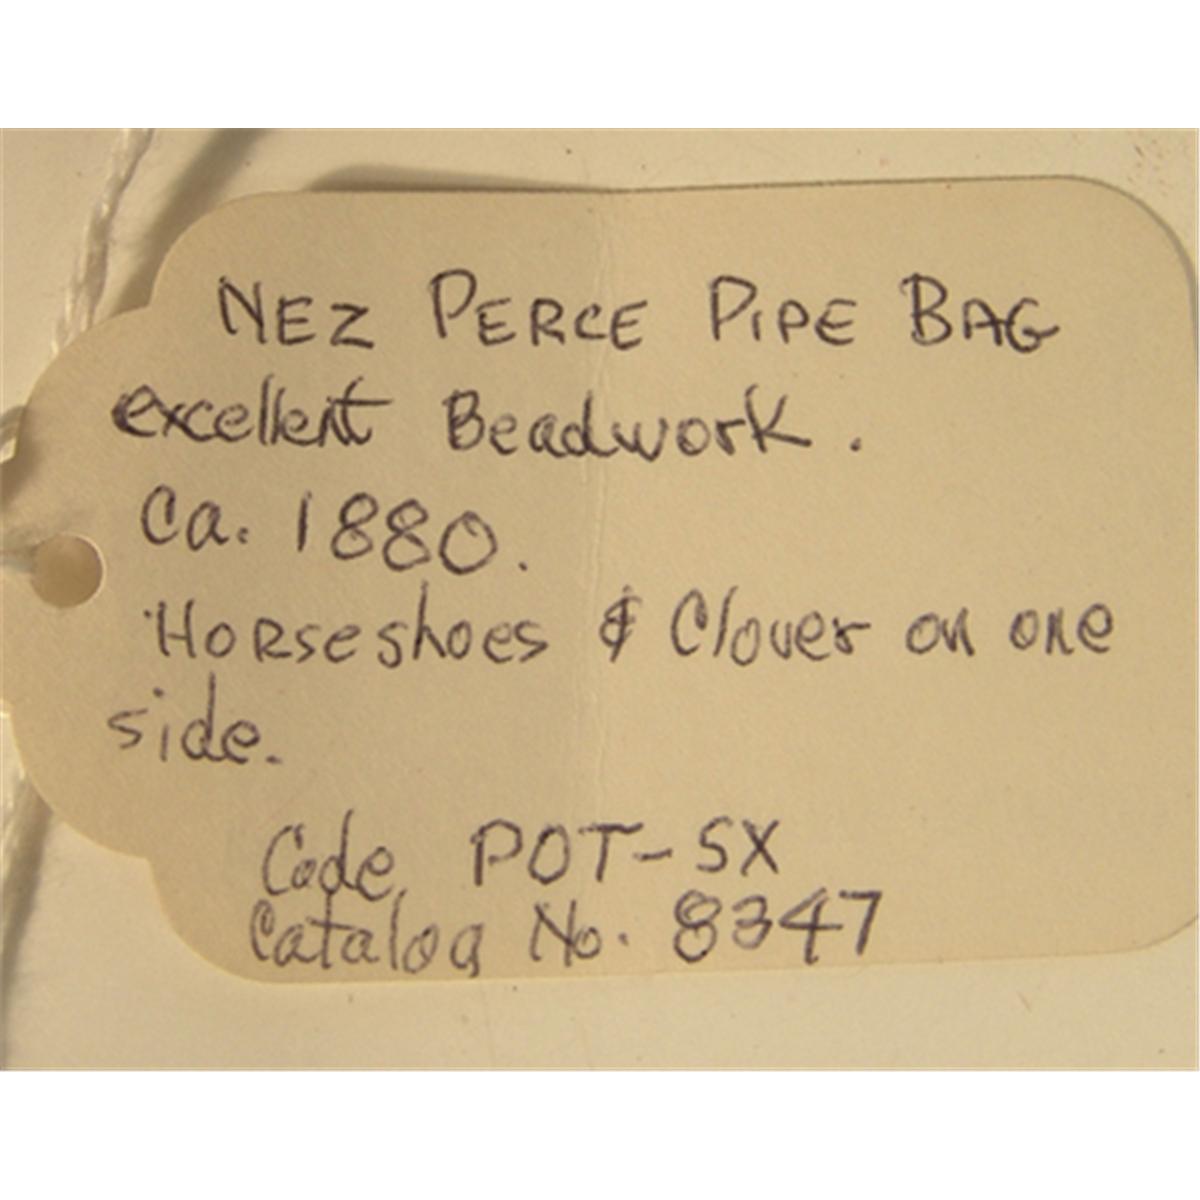 NEZ PERCE PIPE BAG
excellent Beadwork.
Ca. 1880.
Horseshoes & Clover on one
side.
Code POT-SX
Catalog No. 8347